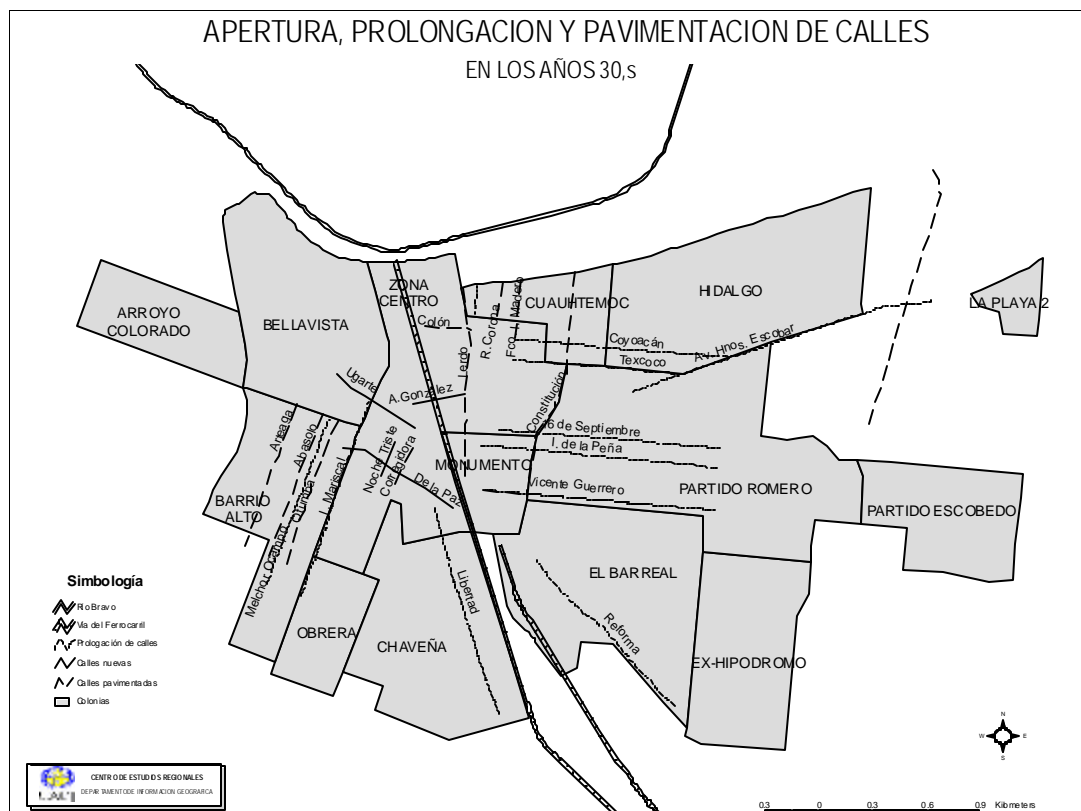 APERTURA, PROLONGACION Y PAVIMENTACION DE CALLES
EN LOS AÑOS 30,s
ARROYO
COLORADO
BELLAVISTA
ZONA
CENTRO
Colón
Lerdo
R. Corona
Fco. I. Madero
CUAUHTEMOC
HIDALGO
LA PLAYA 2
Coyoacán
Texcoco
Av. Hnos. Escobar
Ugarte
A. González
Constitución
16 de Septiembre
I. de la Peña
Arteaga
Abasolo
Otumba
I. Mariscal
Noche Triste
Corregidora
MONUMENTO
De la Paz
Vicente Guerrero
PARTIDO ROMERO
PARTIDO ESCOBEDO
BARRIO
ALTO
Melchor Ocampo
Libertad
EL BARREAL
Reforma
OBRERA
CHAVEÑA
EX-HIPODROMO
Simbología
Rio Bravo
Via del Ferrocarril
Prologación de calles
Calles nuevas
Calles pavimentadas
Colonias
CENTRO DE ESTUDIOS REGIONALES
DEPARTAMENTO DE INFORMACION GEOGRAFICA
N
W
E
S
0.3 0 0.3 0.6 0.9 Kilometers